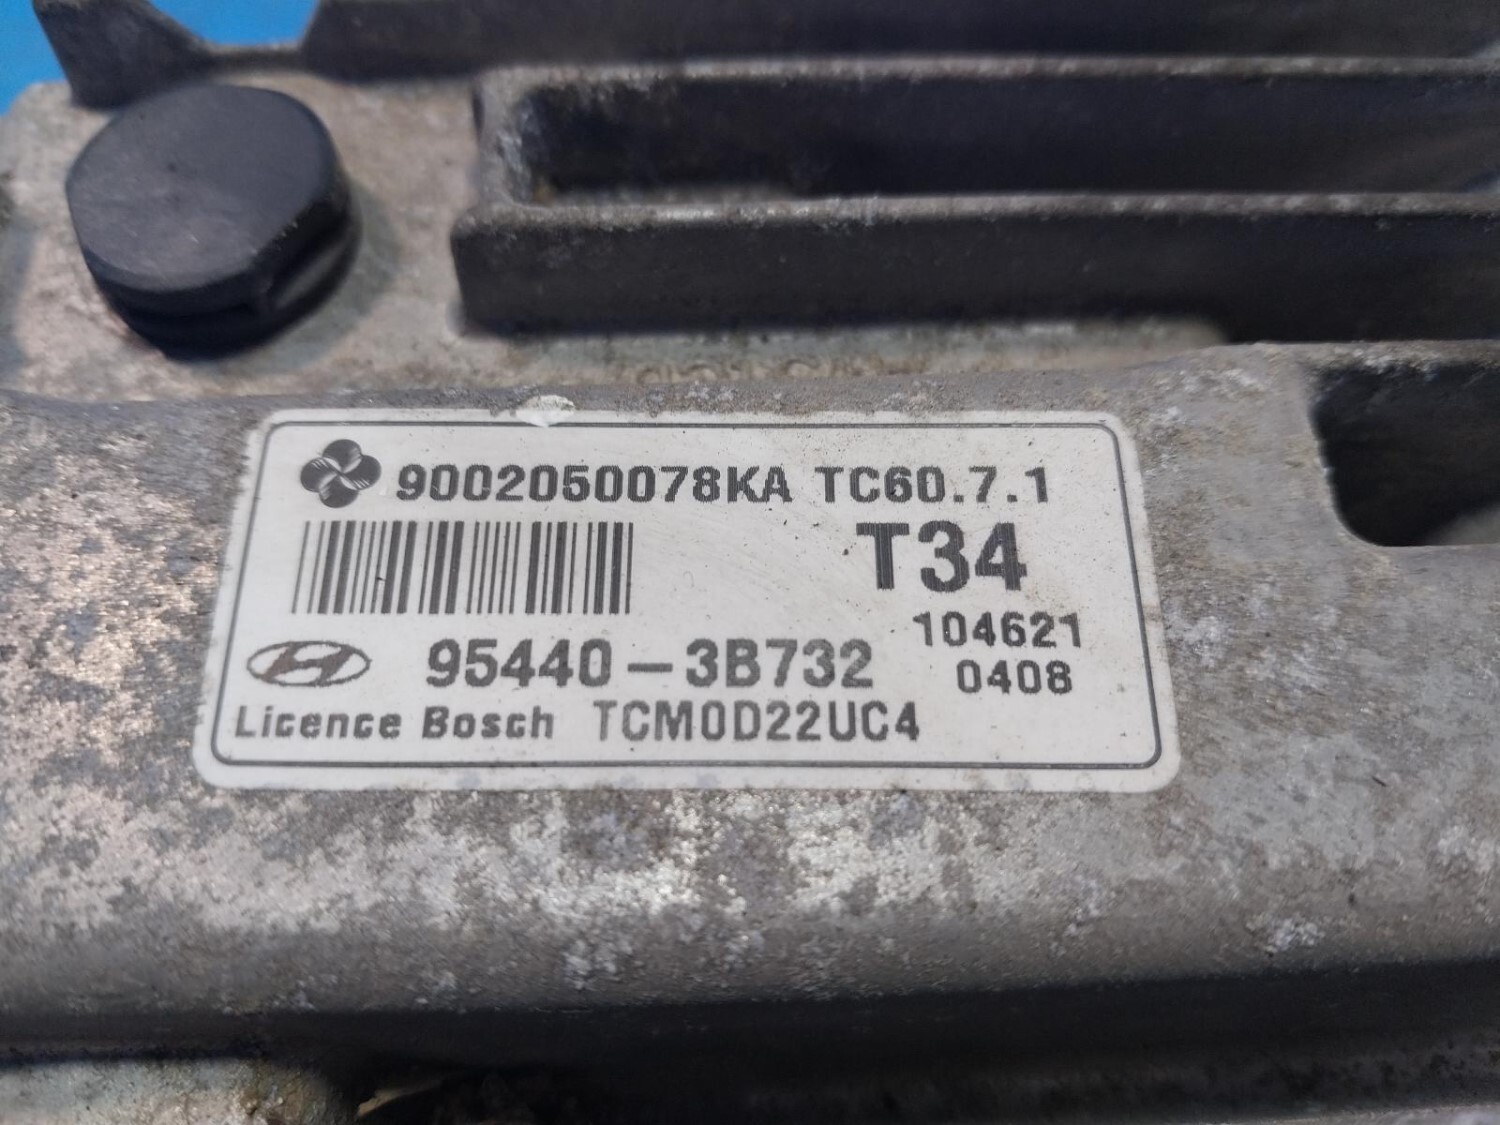 9002050078KA TC60.7.1
T34
104621
95440-3B732
0408
Licence Bosch TCM0D22UC4